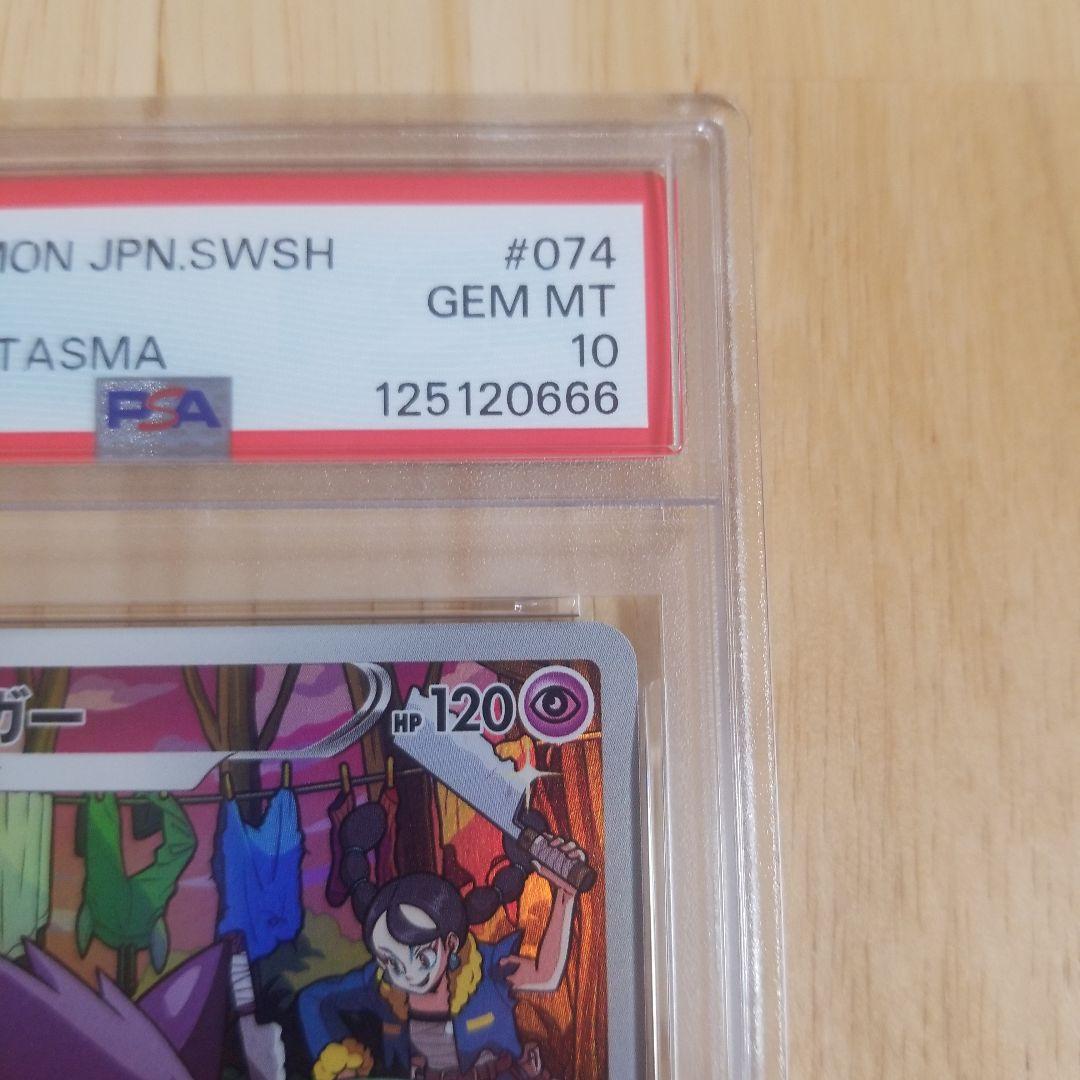 MON JPN.SWSH #074
GEM MT
TASMA 10
PSA 125120666
ガー HP 120